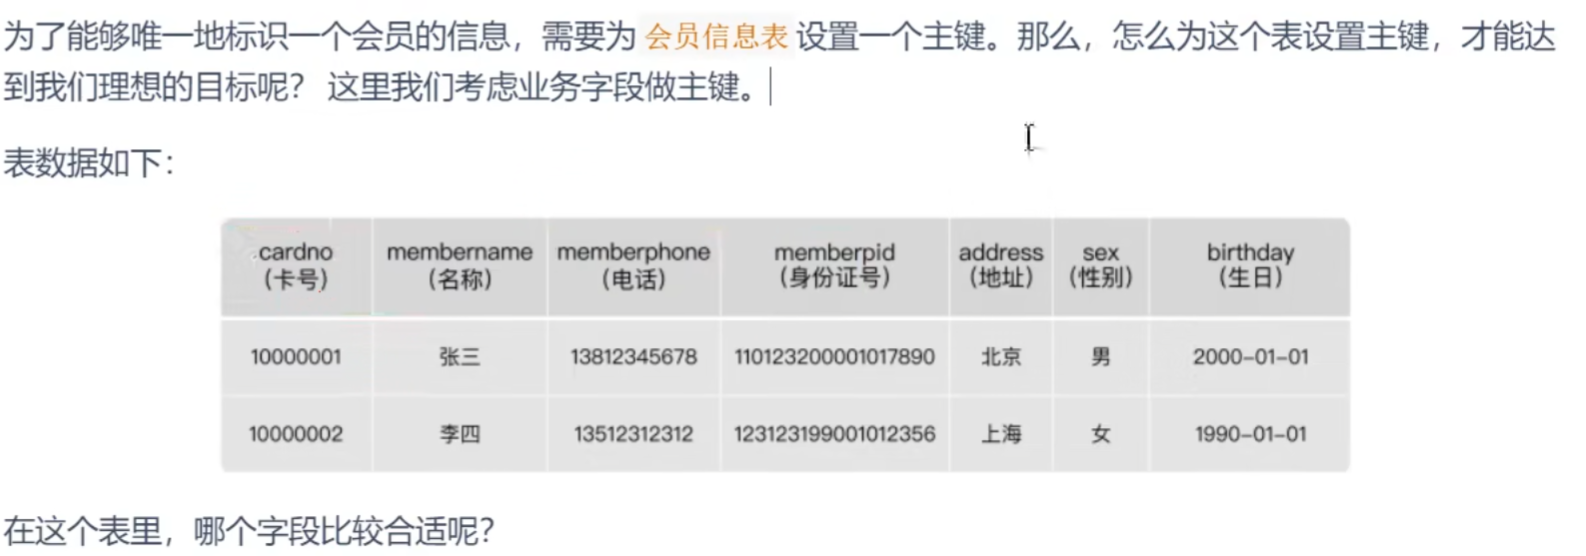 为了能够唯一地标识一个会员的信息，需要为 会员信息表 设置一个主键。那么，怎么为这个表设置主键，才能达
到我们理想的目标呢？ 这里我们考虑业务字段做主键。
表数据如下：
cardno membername memberphone memberpid address sex birthday
（卡号） （名称） （电话） （身份证号） （地址） （性别） （生日）
10000001 张三 13812345678 110123200001017890 北京 男 2000-01-01
10000002 李四 13512312312 123123199001012356 上海 女 1990-01-01
在这个表里，哪个字段比较合适呢？